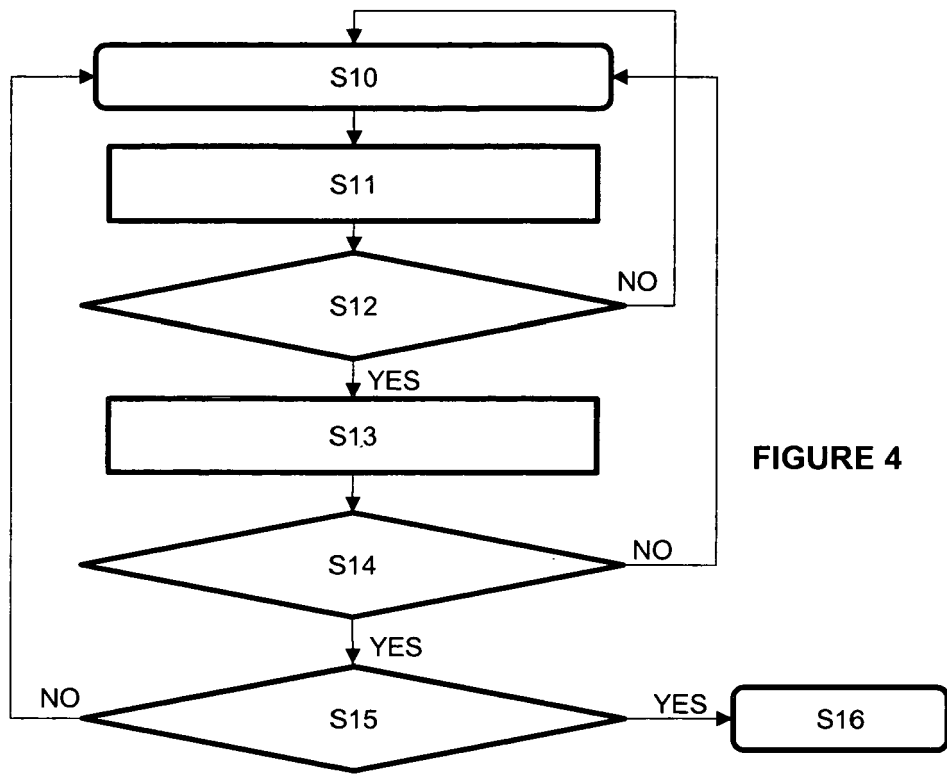 S10
S11
S12
NO
YES
S13
FIGURE 4
S14
NO
YES
NO
S15
YES
S16